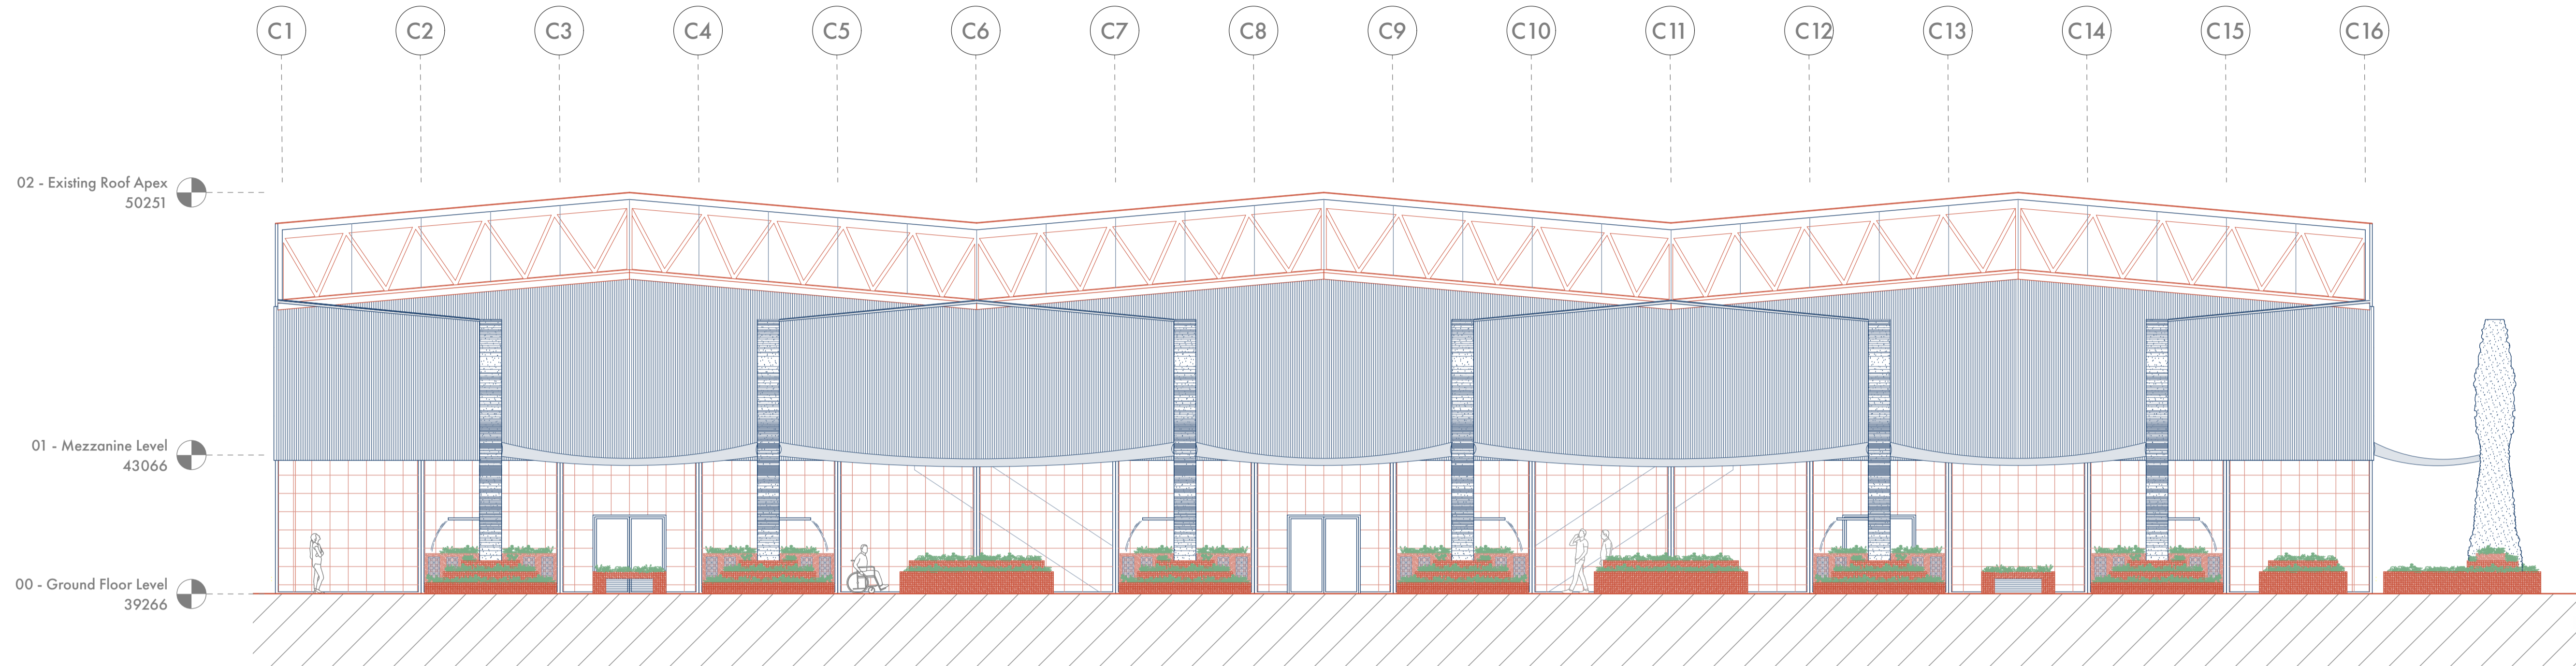 C1 C2 C3 C4 C5 C6 C7 C8 C9 C10 C11 C12 C13 C14 C15 C16
02 - Existing Roof Apex
50251
01 - Mezzanine Level
43066
00 - Ground Floor Level
39266